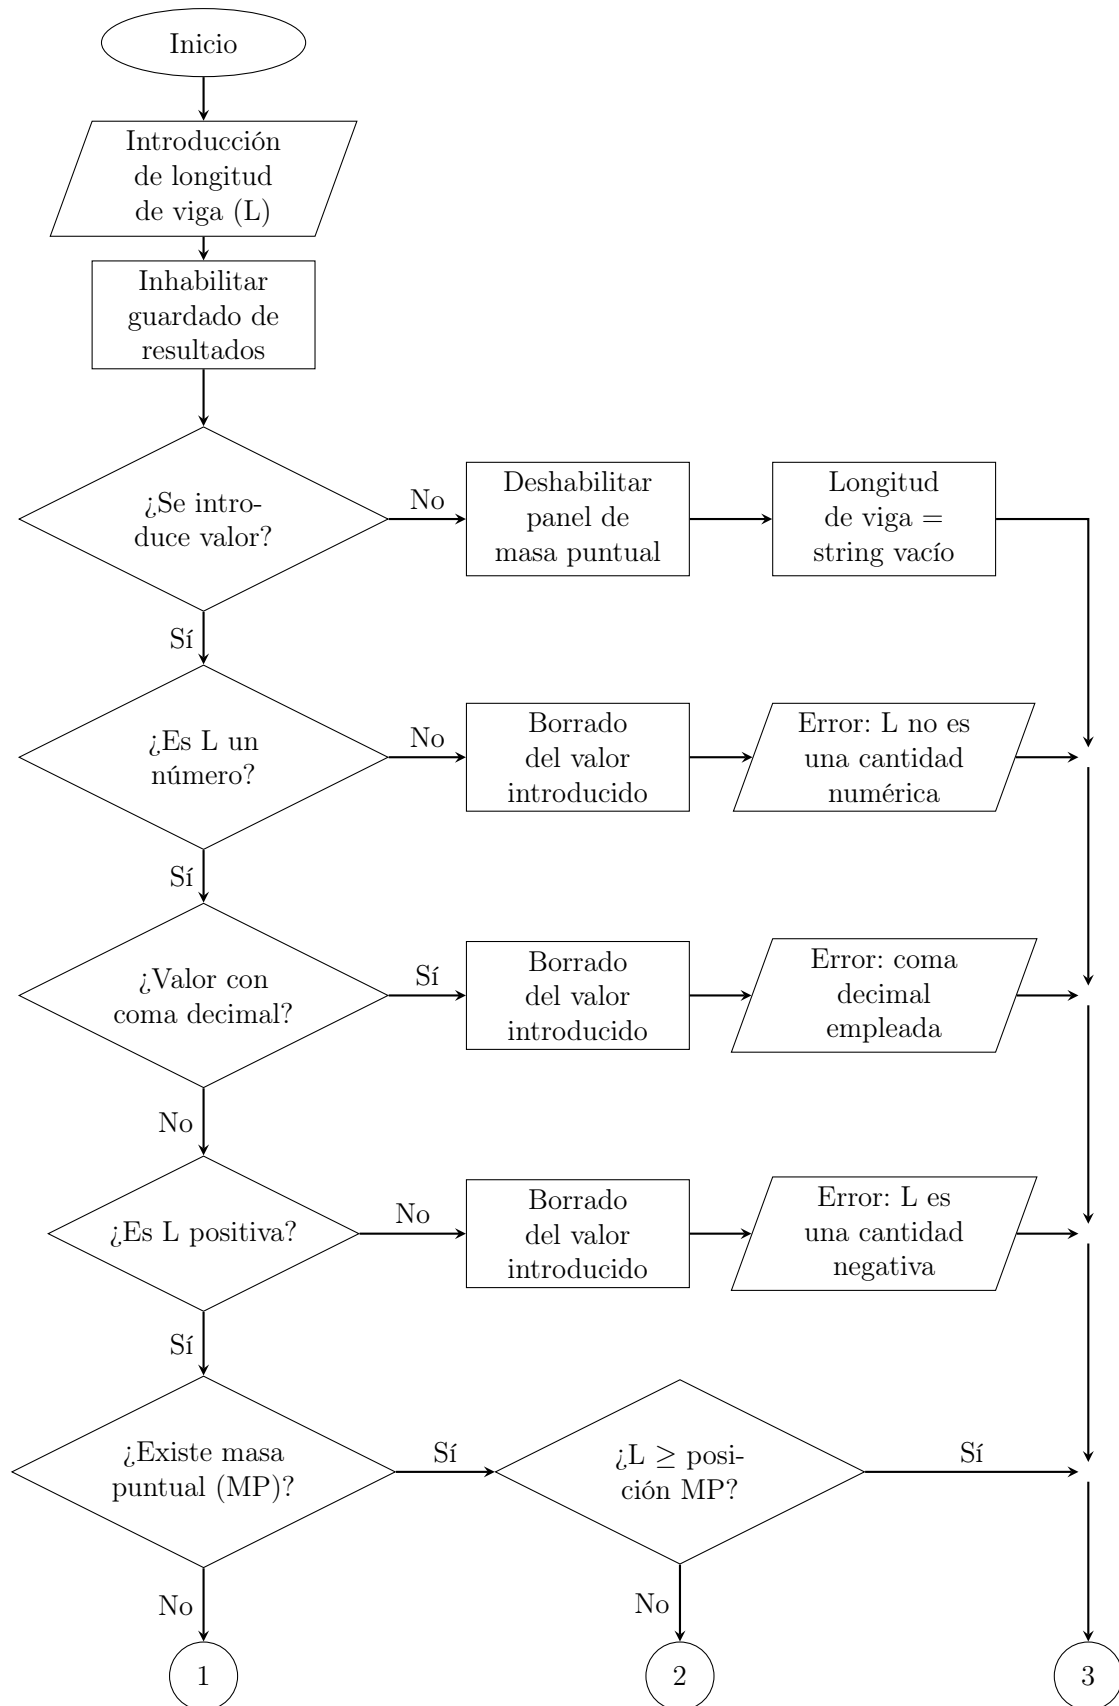 Inicio
Introducción
de longitud
de viga (L)
Inhabilitar
guardado de
resultados
¿Se intro-
duce valor?
No
Deshabilitar
panel de
masa puntual
Longitud
de viga =
string vacío
Sí
¿Es L un
número?
No
Borrado
del valor
introducido
Error: L no es
una cantidad
numérica
Sí
¿Valor con
coma decimal?
Sí
Borrado
del valor
introducido
Error: coma
decimal
empleada
No
¿Es L positiva?
No
Borrado
del valor
introducido
Error: L es
una cantidad
negativa
Sí
¿Existe masa
puntual (MP)?
Sí
¿L ≥ posi-
ción MP?
Sí
No
No
1
2
3